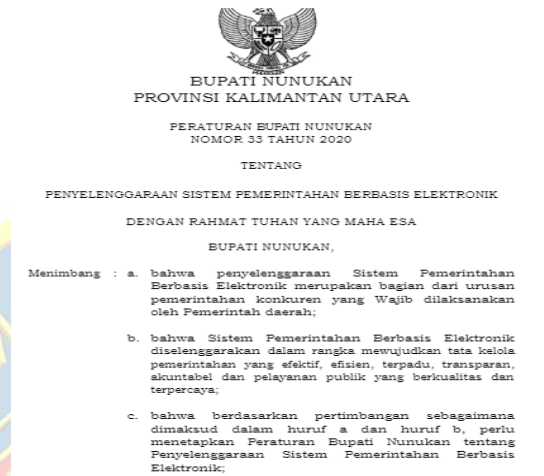 BUPATI NUNUKAN
PROVINSI KALIMANTAN UTARA
PERATURAN BUPATI NUNUKAN
NOMOR 33 TAHUN 2020
TENTANG
PENYELENGGARAAN SISTEM PEMERINTAHAN BERBASIS ELEKTRONIK
DENGAN RAHMAT TUHAN YANG MAHA ESA
BUPATI NUNUKAN,
Menimbang : a. bahwa penyelenggaraan Sistem Pemerintahan
Berbasis Elektronik merupakan bagian dari urusan
pemerintahan konkuren yang Wajib dilaksanakan
oleh Pemerintah daerah;
b. bahwa Sistem Pemerintahan Berbasis Elektronik
diselenggarakan dalam rangka mewujudkan tata kelola
pemerintahan yang efektif, efisien, terpadu, transparan,
akuntabel dan pelayanan publik yang berkualitas dan
terpercaya;
c. bahwa berdasarkan pertimbangan sebagaimana
dimaksud dalam huruf a dan huruf b, perlu
menetapkan Peraturan Bupati Nunukan tentang
Penyelenggaraan Sistem Pemerintahan Berbasis
Elektronik;